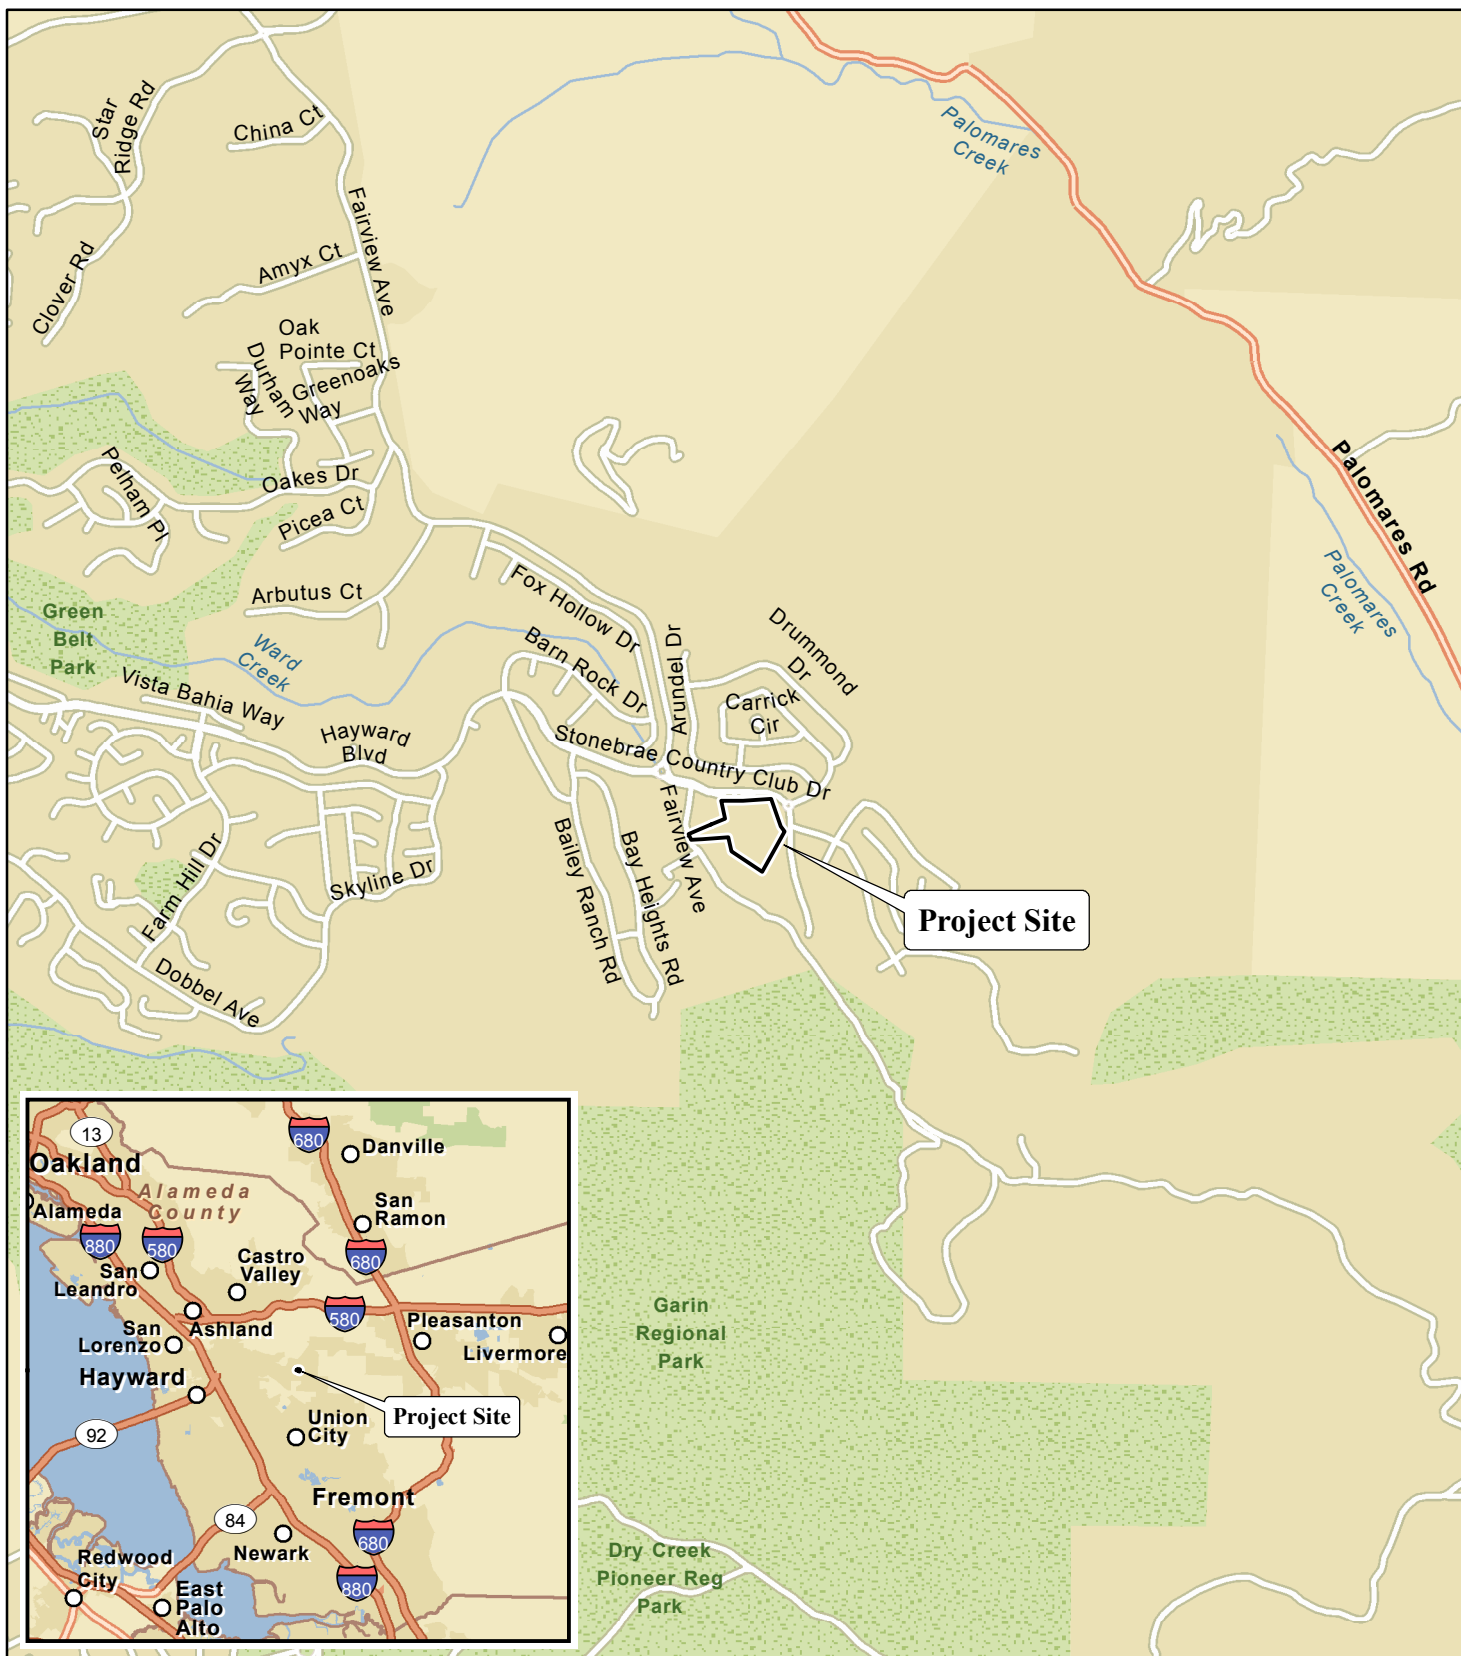 Star
Ridge Rd
China Ct
Fairview Ave
Palomares
Creek
Clover Rd
Amyx Ct
Oak
Pointe Ct
Durham
Way
Greenoaks
Way
Palomares Rd
Pelham Pl
Oakes Dr
Picea Ct
Arbutus Ct
Fox Hollow Dr
Palomares
Creek
Green
Belt
Park
Ward
Creek
Barn Rock Dr
Arundel Dr
Drummond
Dr
Carrick
Cir
Vista Bahia Way
Hayward
Blvd
Stonebrae Country Club Dr
Fairview Ave
Bailey Ranch Rd
Bay Heights Rd
Farm Hill Dr
Skyline Dr
Project Site
Dobbel Ave
Garin
Regional
Park
Dry Creek
Pioneer Reg
Park
13
680
Danville
Oakland
Alameda
County
San
Ramon
Alameda
880
580
680
Castro
Valley
San
Leandro
580
Ashland
Pleasanton
San
Lorenzo
Livermore
Hayward
Project Site
92
Union
City
Fremont
84
680
Newark
Redwood
City
880
East
Palo
Alto